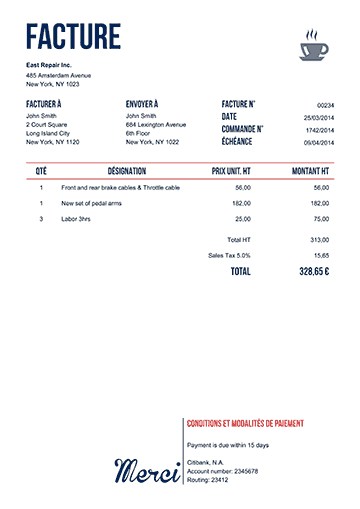 FACTURE
East Repair Inc.
485 Amsterdam Avenue
New York, NY 1023
FACTURER À
John Smith
2 Court Square
Long Island City
New York, NY 1120
ENVOYER À
John Smith
664 Lexington Avenue
6th Floor
New York, NY 1022
FACTURE N° 00234
DATE 25/03/2014
COMMANDE N° 1742/2014
ÉCHÉANCE 09/04/2014
QTÉ DÉSIGNATION PRIX UNIT. HT MONTANT HT
1 Front and rear brake cables & Throttle cable 56,00 56,00
1 New set of pedal arms 182,00 182,00
3 Labor 3hrs 25,00 75,00
Total HT 313,00
Sales Tax 5.0% 15,65
TOTAL 328,65 €
Merci
CONDITIONS ET MODALITÉS DE PAIEMENT
Payment is due within 15 days
Citibank, N.A.
Account number: 2345678
Routing: 23412